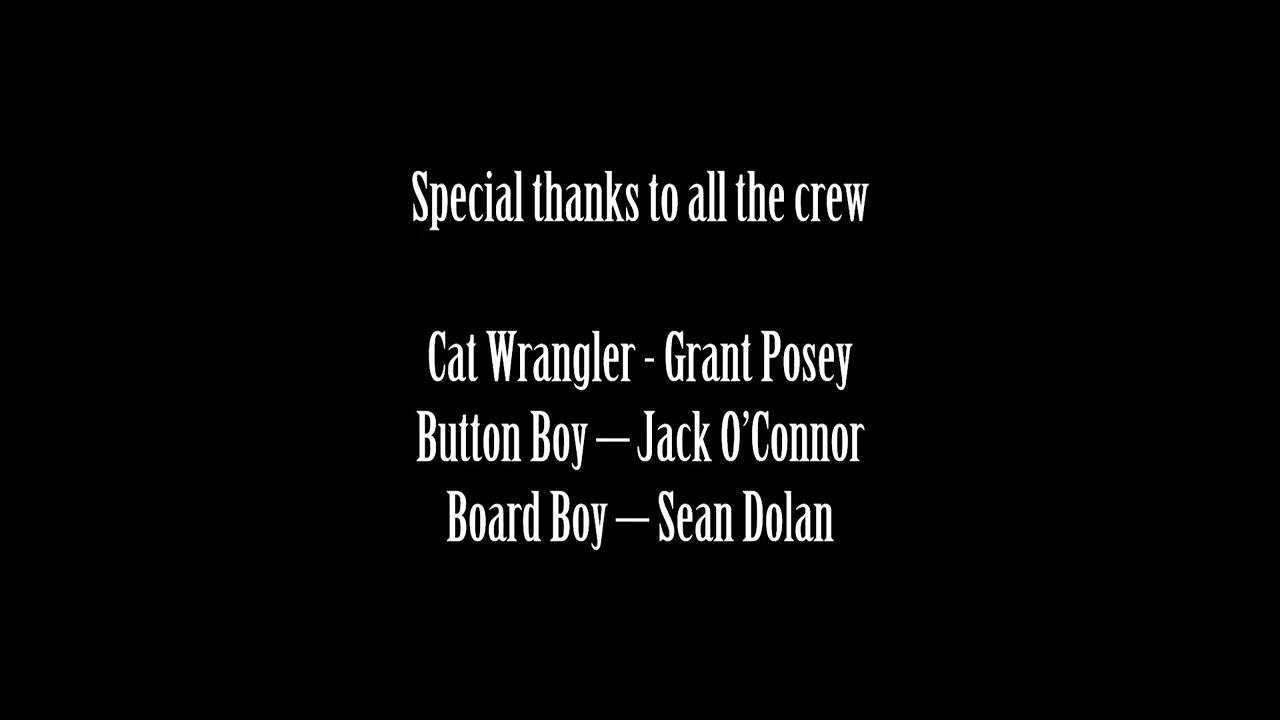 Special thanks to all the crew
Cat Wrangler - Grant Posey
Button Boy – Jack O’Connor
Board Boy – Sean Dolan